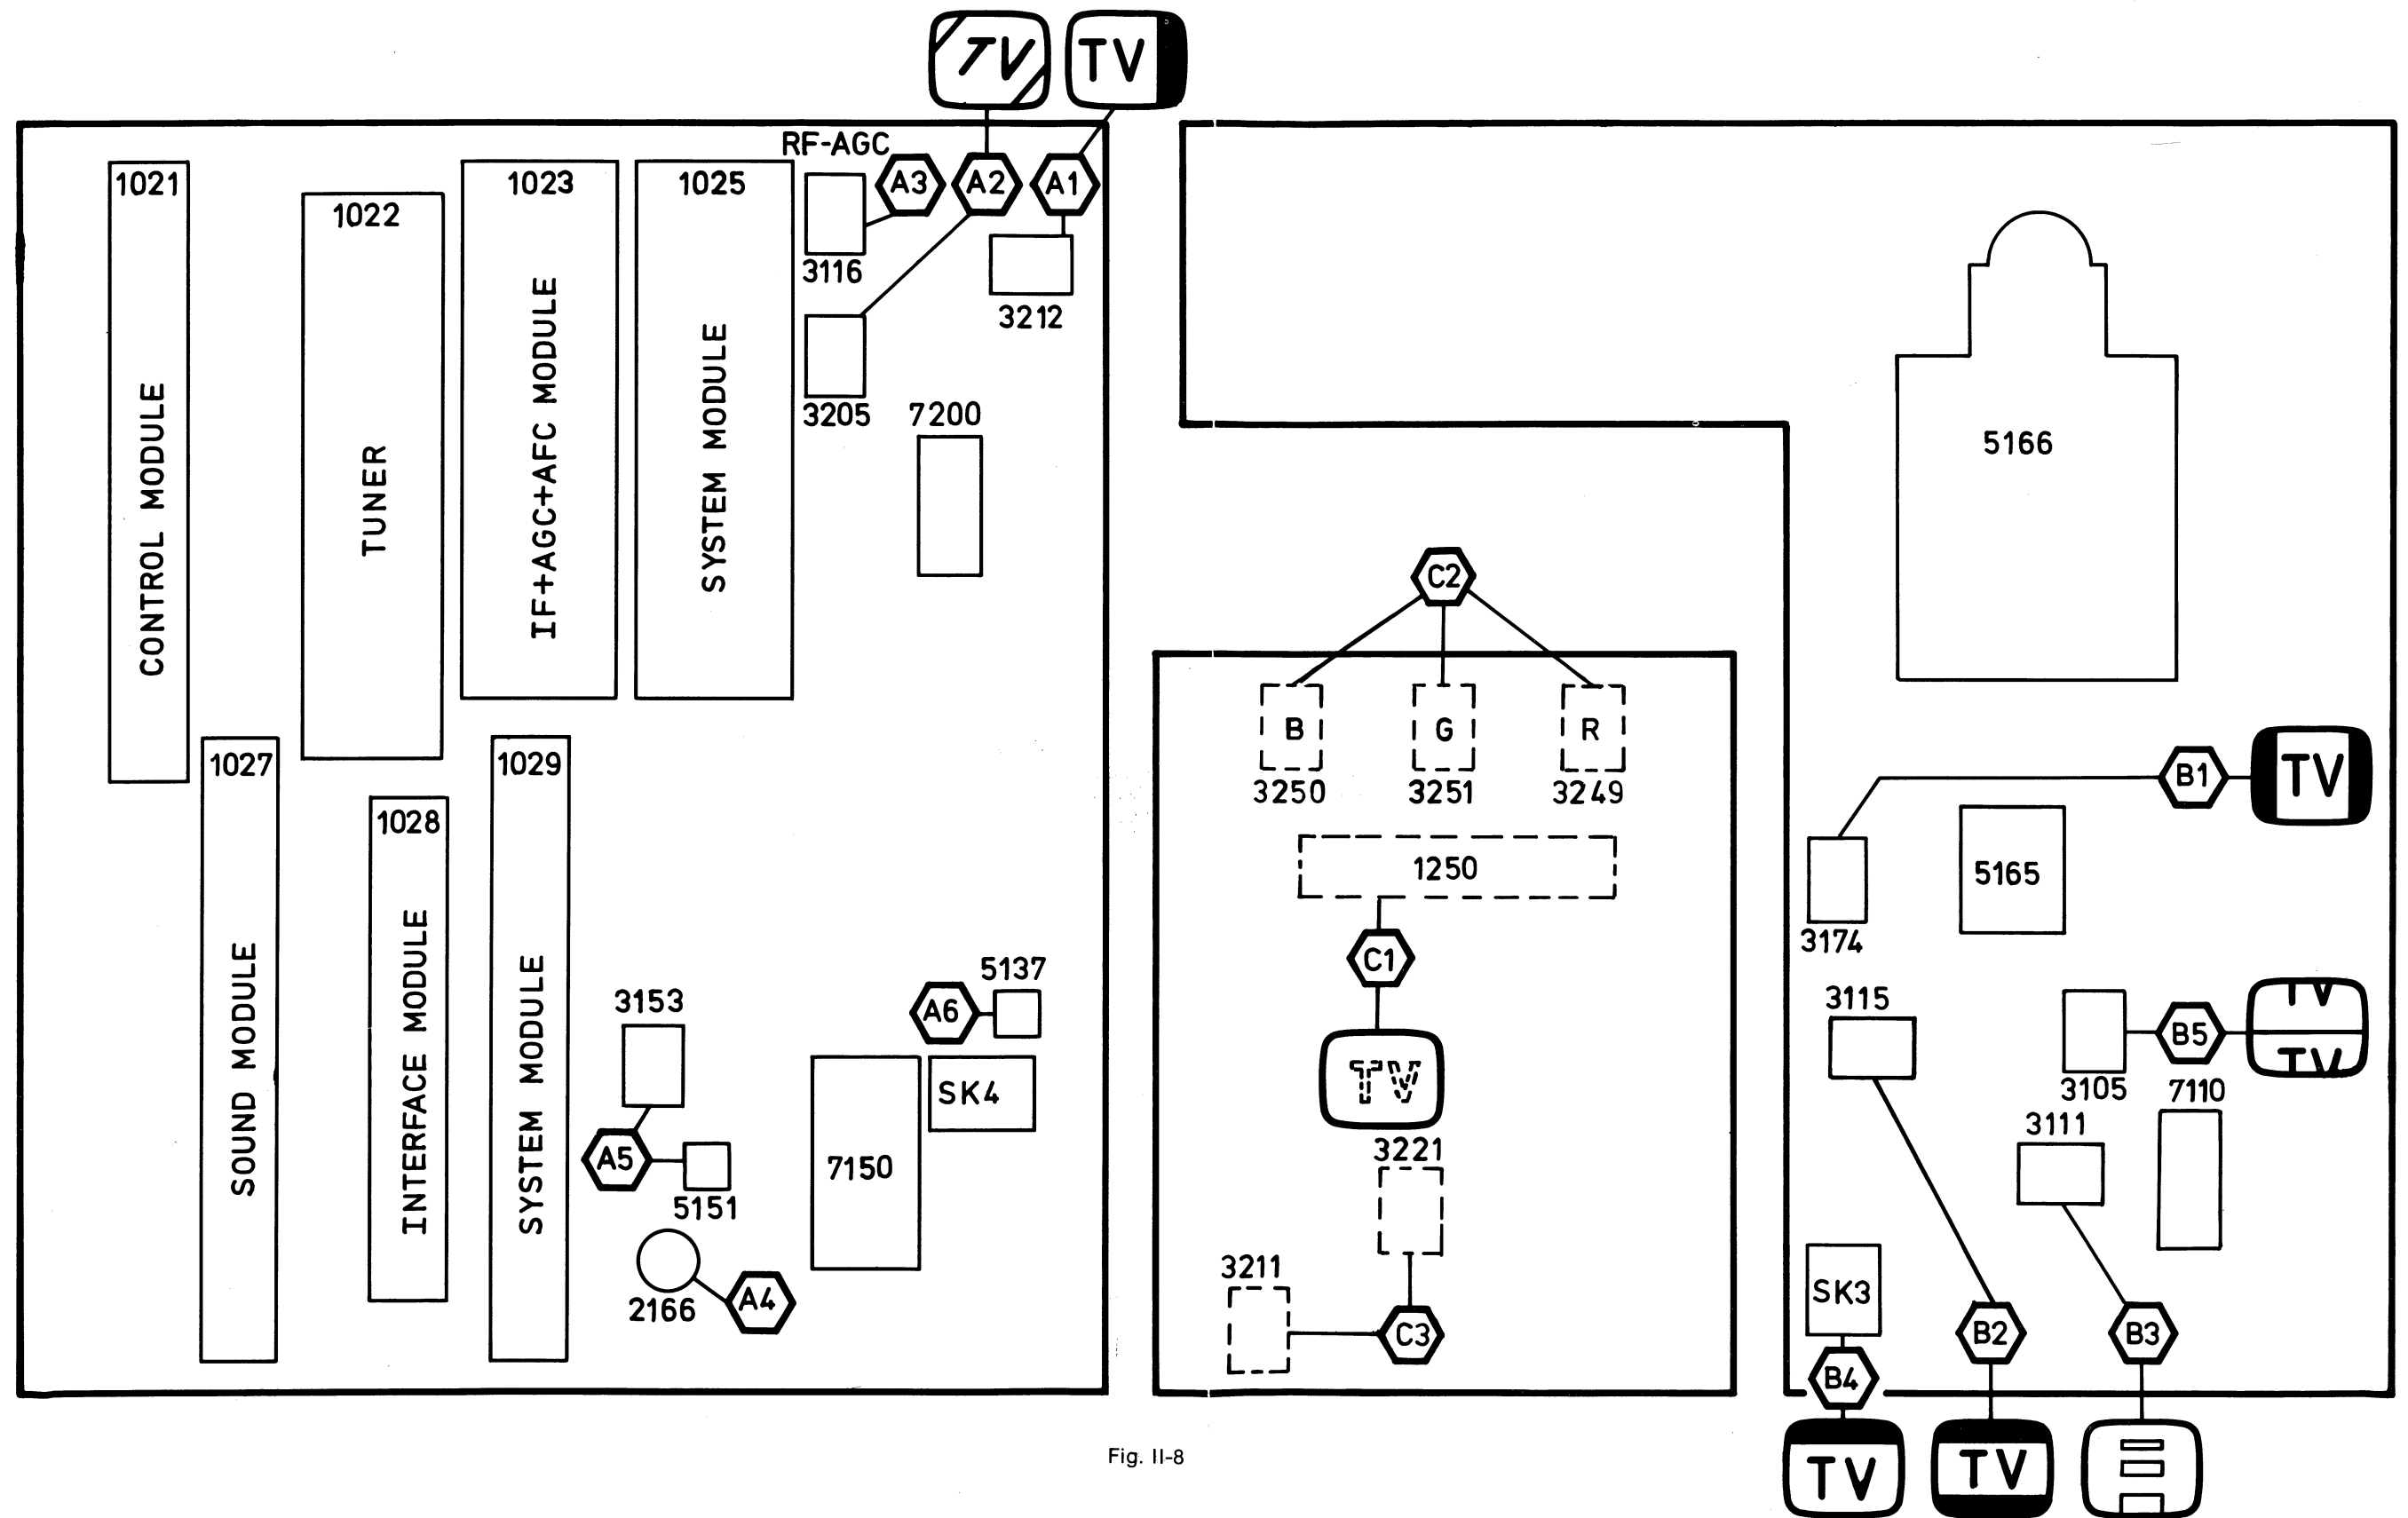 TV
TV
RF-AGC
A3
A2
A1
1021
1022
1023
1025
CONTROL MODULE
TUNER
IF+AGC+AFC MODULE
SYSTEM MODULE
3116
3212
3205
7200
1027
1028
1029
SOUND MODULE
INTERFACE MODULE
SYSTEM MODULE
3153
A6
5137
SK4
A5
5151
7150
2166
A4
C2
B
G
R
3250
3251
3249
1250
C1
TV
3221
3211
C3
5166
B1
TV
5165
3174
3115
B5
TV
TV
3105
7110
3111
SK3
B4
B2
B3
TV
TV
Fig. II-8